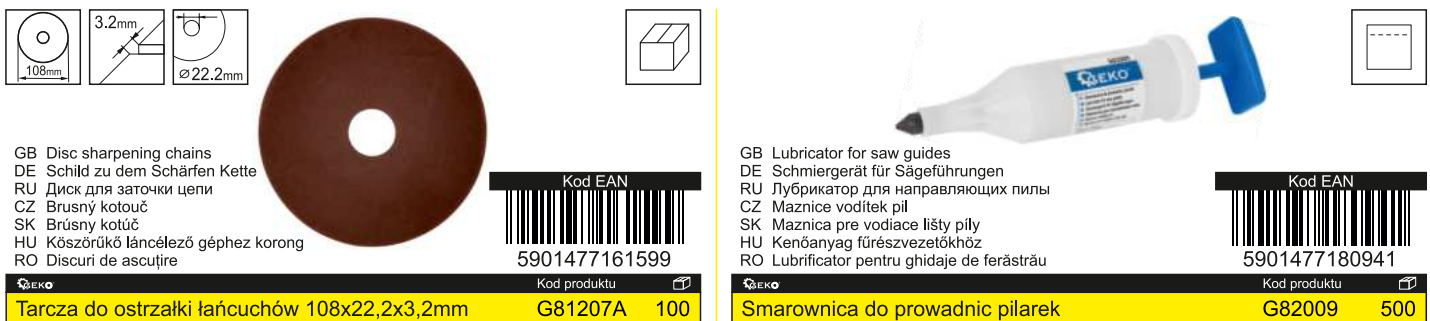 108mm
3.2mm
⌀22.2mm
GB Disc sharpening chains
DE Schild zu dem Schärfen Kette
RU Диск для заточки цепи
CZ Brusný kotouč
SK Brúsny kotúč
HU Köszörűkő láncélező géphez korong
RO Discuri de ascuțire
Kod EAN
5901477161599
GEKO
Kod produktu
Tarcza do ostrzałki łańcuchów 108x22,2x3,2mm G81207A 100
GEKO
GB Lubricator for saw guides
DE Schmiergerät für Sägeführungen
RU Лубрикатор для направляющих пилы
CZ Maznice vodítek pil
SK Maznica pre vodiace lišty píly
HU Kenőanyag fűrészvezetőkhöz
RO Lubrificator pentru ghidaje de ferăstrău
Kod EAN
5901477180941
GEKO
Kod produktu
Smarownica do prowadnic pilarek G82009 500